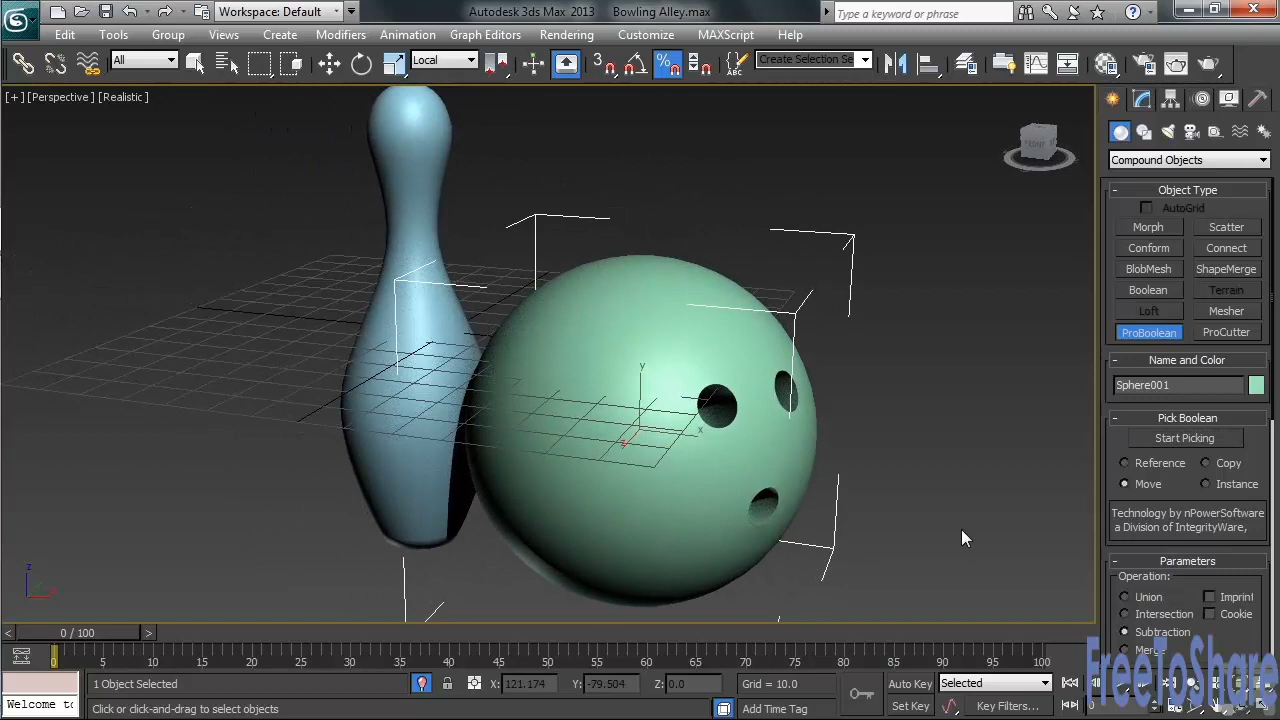 Workspace: Default
Autodesk 3ds Max 2013
Bowling Alley.max
Type a keyword or phrase
Edit
Tools
Group
Views
Create
Modifiers
Animation
Graph Editors
Rendering
Customize
MAXScript
Help
All
Local
3
%
Create Selection Se
[+] [Perspective] [Realistic]
FRONT
Compound Objects
Object Type
AutoGrid
Morph
Scatter
Conform
Connect
BlobMesh
ShapeMerge
Boolean
Terrain
Loft
Mesher
ProBoolean
ProCutter
Name and Color
Sphere001
Pick Boolean
Start Picking
Reference
Copy
Move
Instance
Technology by nPowerSoftware
a Division of IntegrityWare,
Parameters
Operation:
Union
Imprint
Intersection
Cookie
Subtraction
Merge
y
x
z
z
0 / 100
0 5 10 15 20 25 30 35 40 45 50 55 60 65 70 75 80 85 90 95 100
FreeToShare
1 Object Selected
X: 121.174
Y: -79.504
Z: 0.0
Grid = 10.0
Auto Key
Selected
Welcome to
Click or click-and-drag to select objects
Add Time Tag
Set Key
Key Filters...